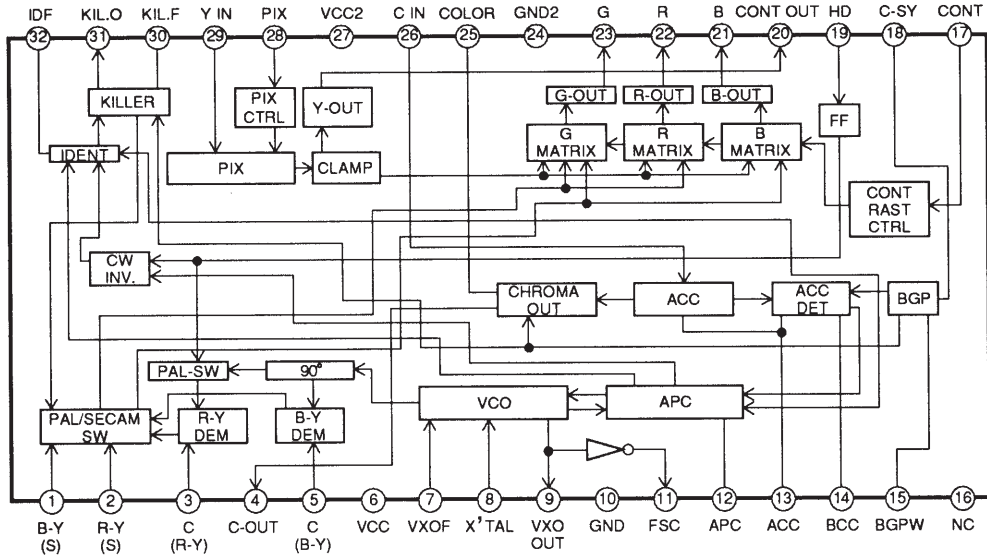 IDF KIL.O KIL.F Y IN PIX VCC2 C IN COLOR GND2 G R B CONT OUT HD C-SY CONT
32 31 30 29 28 27 26 25 24 23 22 21 20 19 18 17
KILLER
PIX
CTRL
Y-OUT
G-OUT
R-OUT
B-OUT
FF
IDENT
PIX
CLAMP
G
MATRIX
R
MATRIX
B
MATRIX
CONT
RAST
CTRL
CW
INV.
CHROMA
OUT
ACC
ACC
DET
BGP
PAL-SW
90°
VCO
APC
PAL/SECAM
SW
R-Y
DEM
B-Y
DEM
1 2 3 4 5 6 7 8 9 10 11 12 13 14 15 16
B-Y
(S)
R-Y
(S)
C
(R-Y)
C-OUT
C
(B-Y)
VCC
VXOF
X'TAL
VXO
OUT
GND
FSC
APC
ACC
BCC
BGPW
NC